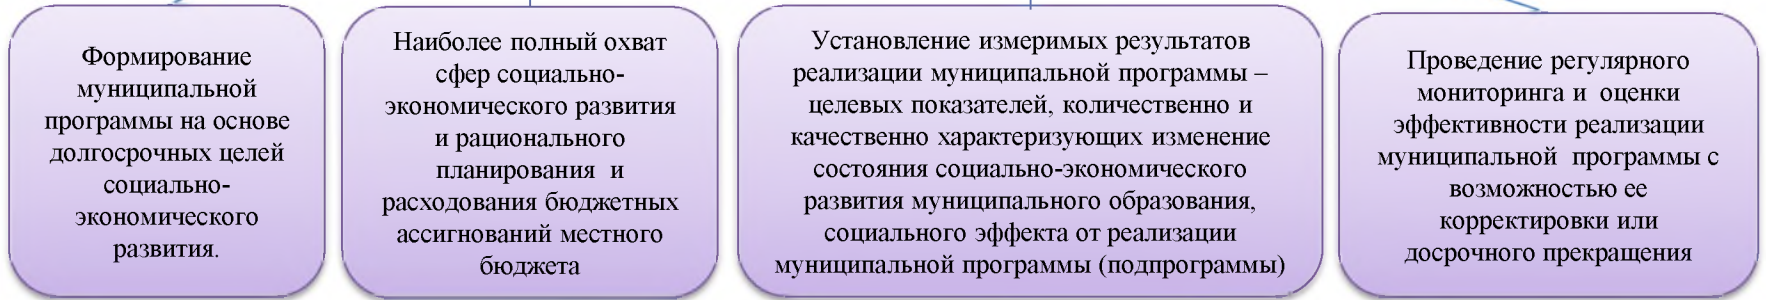 Формирование
муниципальной
программы на основе
долгосрочных целей
социально-
экономического
развития.
Наиболее полный охват
сфер социально-
экономического развития
и рационального
планирования и
расходования бюджетных
ассигнований местного
бюджета
Установление измеримых результатов
реализации муниципальной программы –
целевых показателей, количественно и
качественно характеризующих изменение
состояния социально-экономического
развития муниципального образования,
социального эффекта от реализации
муниципальной программы (подпрограммы)
Проведение регулярного
мониторинга и оценки
эффективности реализации
муниципальной программы с
возможностью ее
корректировки или
досрочного прекращения